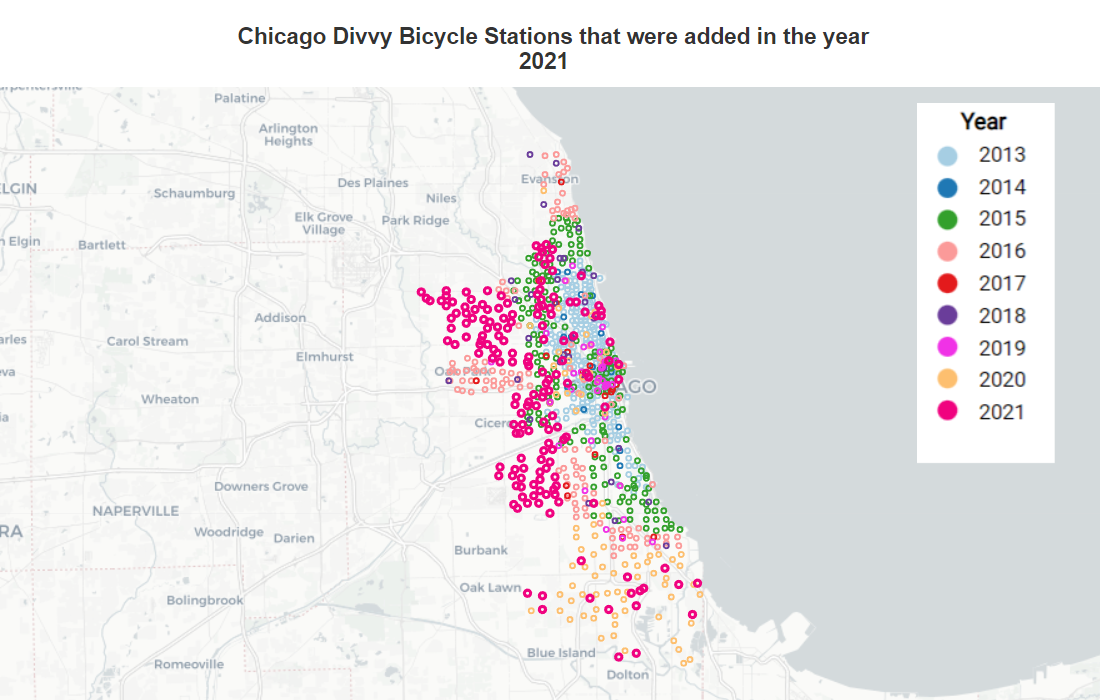 Chicago Divvy Bicycle Stations that were added in the year
2021
Palatine
Arlington
Heights
Des Plaines
Evanston
ELGIN
Schaumburg
Niles
Elk Grove
Village
Park Ridge
Elgin
Bartlett
Addison
Carol Stream
Elmhurst
Oak Park
Wheaton
AGO
Cicer
Downers Grove
NAPERVILLE
RA
Woodridge
Darien
Burbank
Oak Lawn
Bolingbrook
Blue Island
Romeoville
Dolton
Year
2013
2014
2015
2016
2017
2018
2019
2020
2021